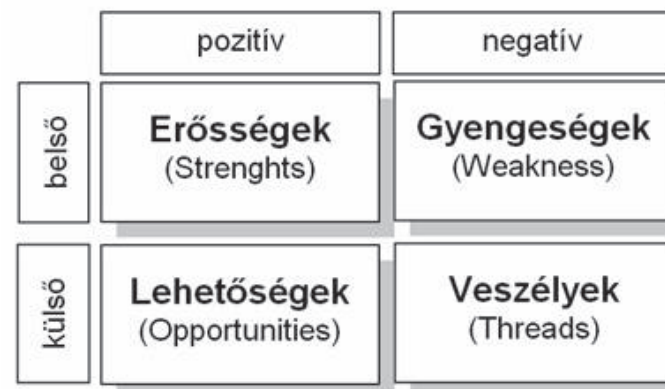 pozitív
negatív
belső
Erősségek
(Strenghts)
Gyengeségek
(Weakness)
külső
Lehetőségek
(Opportunities)
Veszélyek
(Threads)